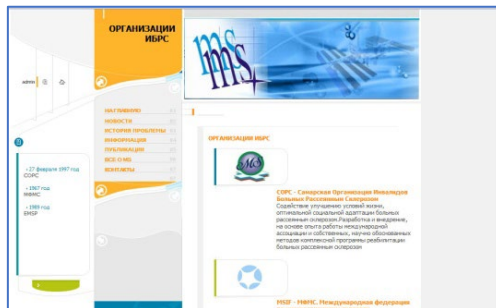 ОРГАНИЗАЦИИ
ИБРС
mms
admin
НА ГЛАВНУЮ
НОВОСТИ
ИСТОРИЯ ПРОБЛЕМЫ
ИНФОРМАЦИЯ
ПУБЛИКАЦИИ
ВСЕ О МS
КОНТАКТЫ
- 27 февраля 1997 год
СОРС
- 1967 год
МФМС
- 1989 год
EMSP
ОРГАНИЗАЦИИ ИБРС
MS
СОРС - Самарская Организация Инвалидов
Больных Рассеянным Склерозом
Содействие улучшению условий жизни,
оптимальной социальной адаптации больных
рассеянным склерозом.Разработка и внедрение,
на основе опыта работы международной
ассоциации и собственных, научно обоснованных
методов комплексной программы реабилитации
больных рассеянным склерозом
MSIF - МФМС. Международная федерация